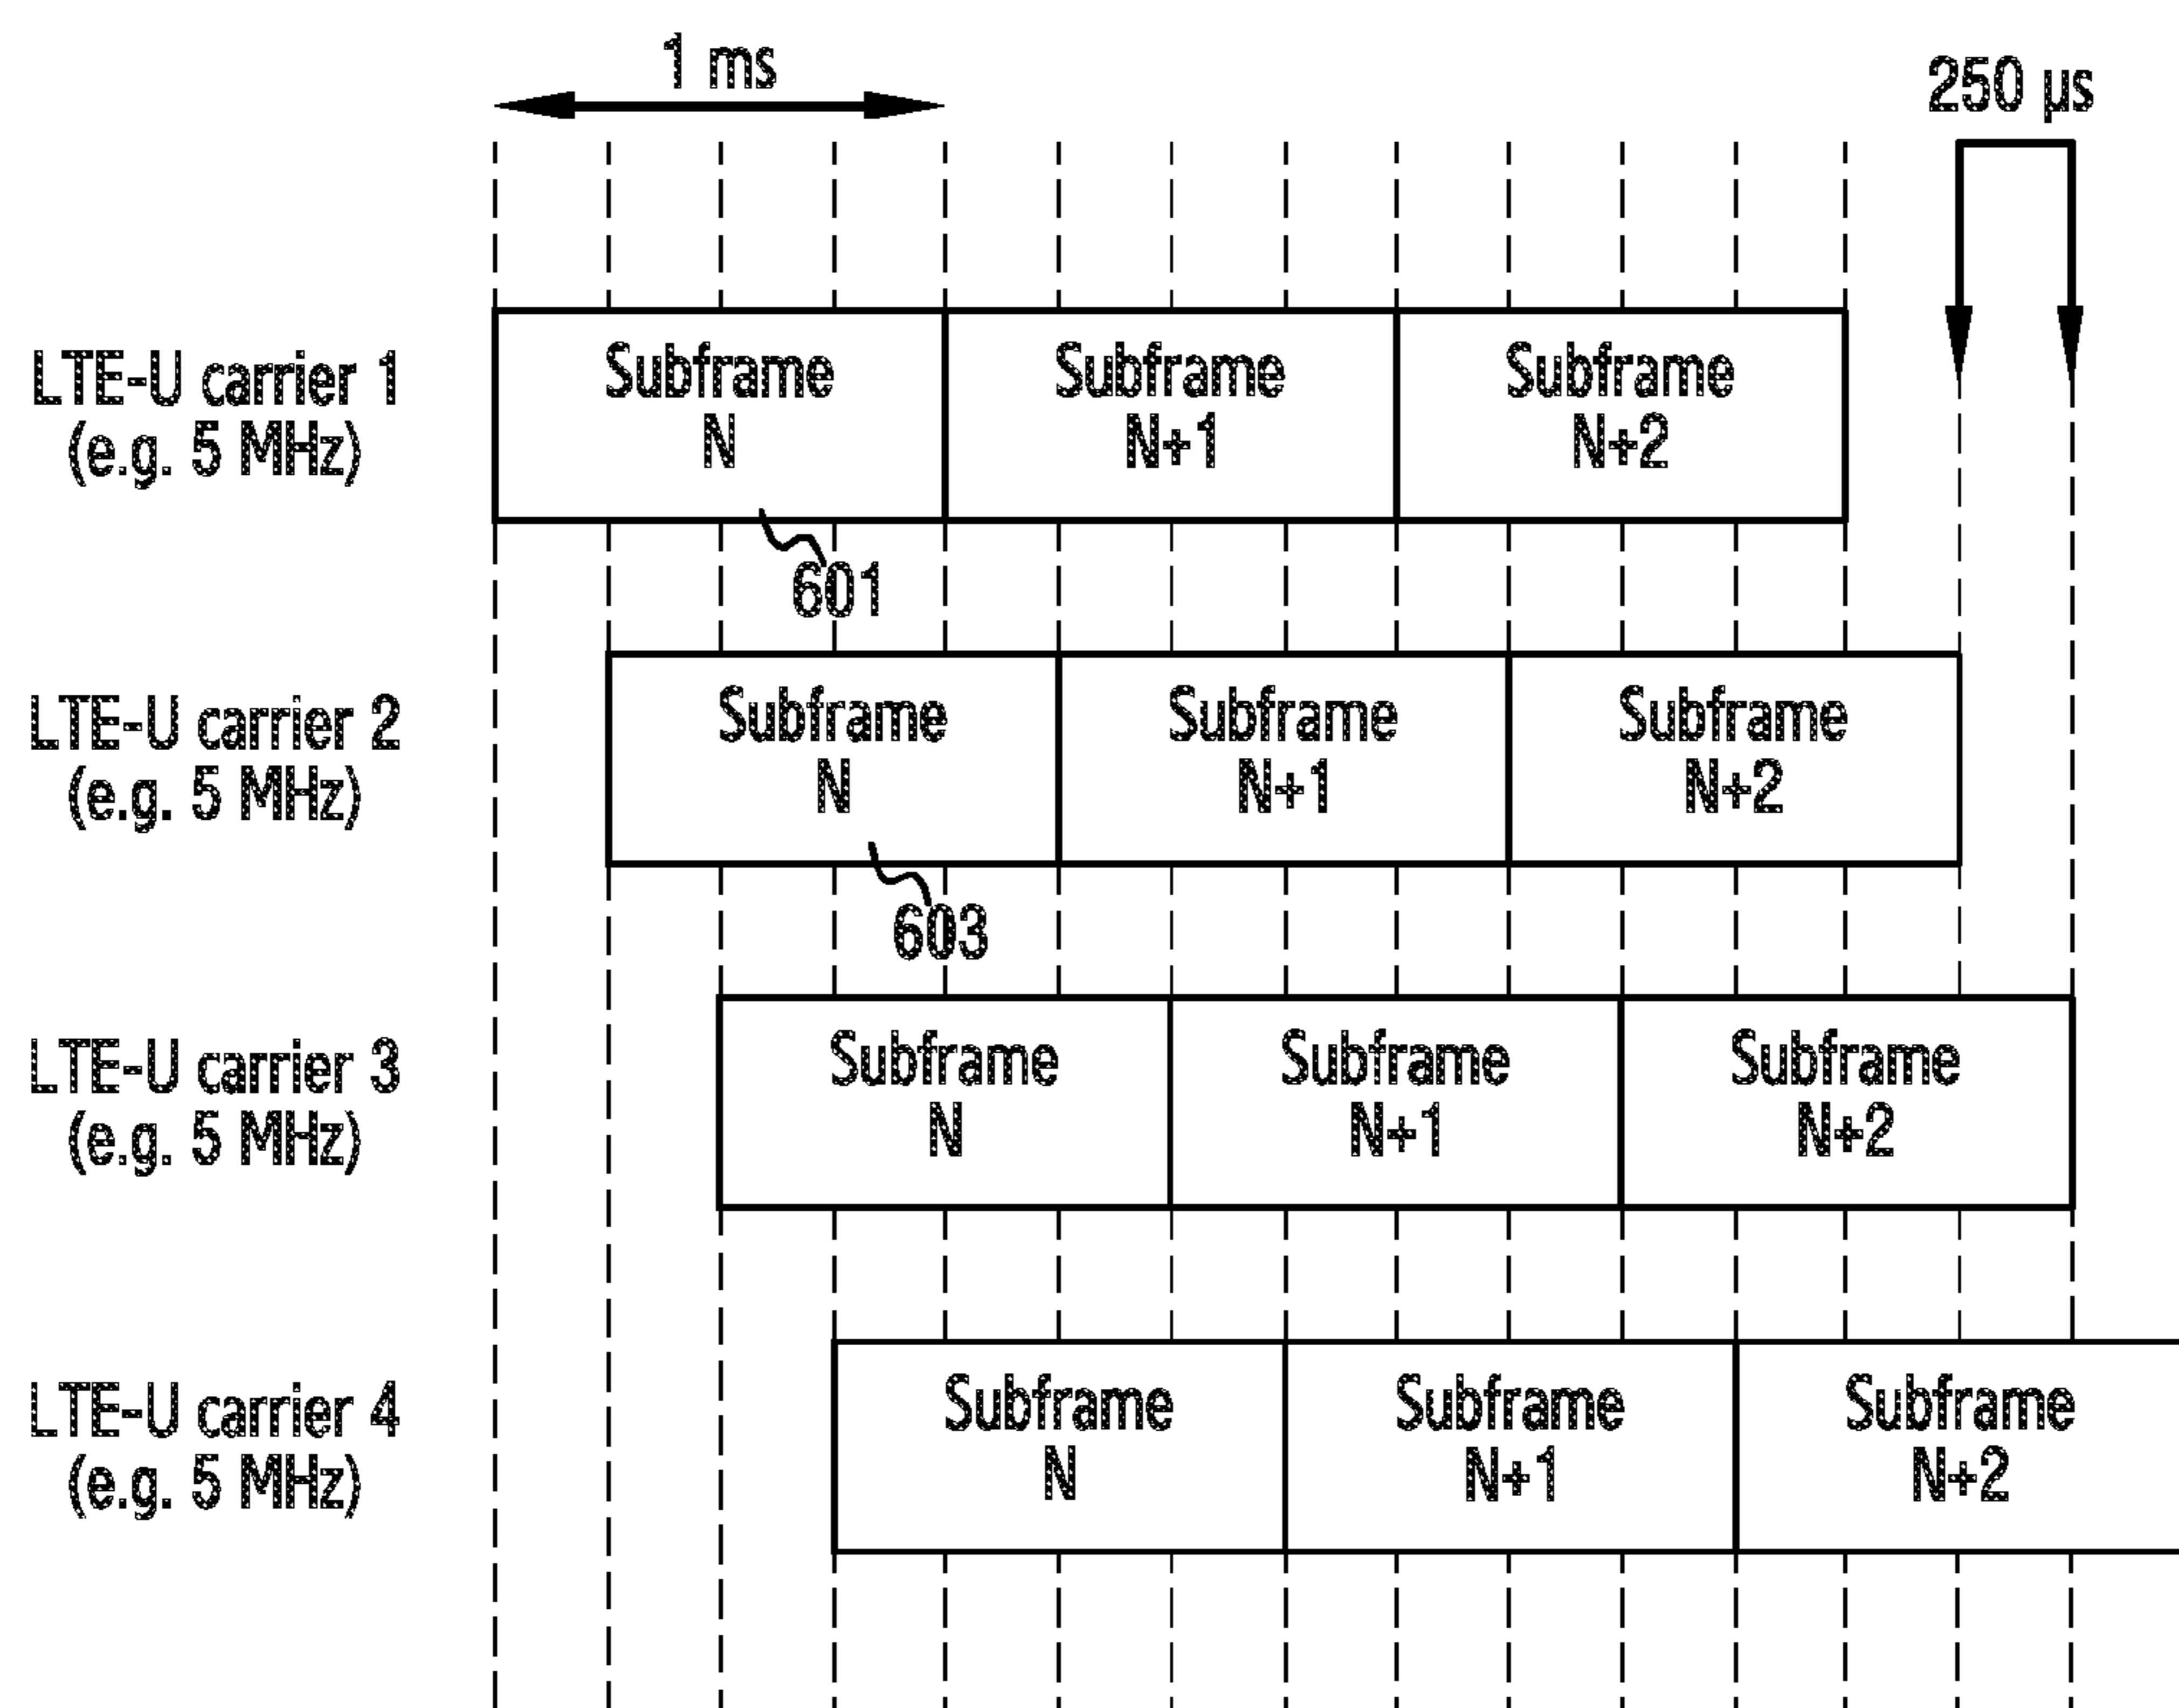 1 ms
250 µs
LTE-U carrier 1
(e.g. 5 MHz)
Subframe
N
Subframe
N+1
Subframe
N+2
601
LTE-U carrier 2
(e.g. 5 MHz)
Subframe
N
Subframe
N+1
Subframe
N+2
603
LTE-U carrier 3
(e.g. 5 MHz)
Subframe
N
Subframe
N+1
Subframe
N+2
LTE-U carrier 4
(e.g. 5 MHz)
Subframe
N
Subframe
N+1
Subframe
N+2